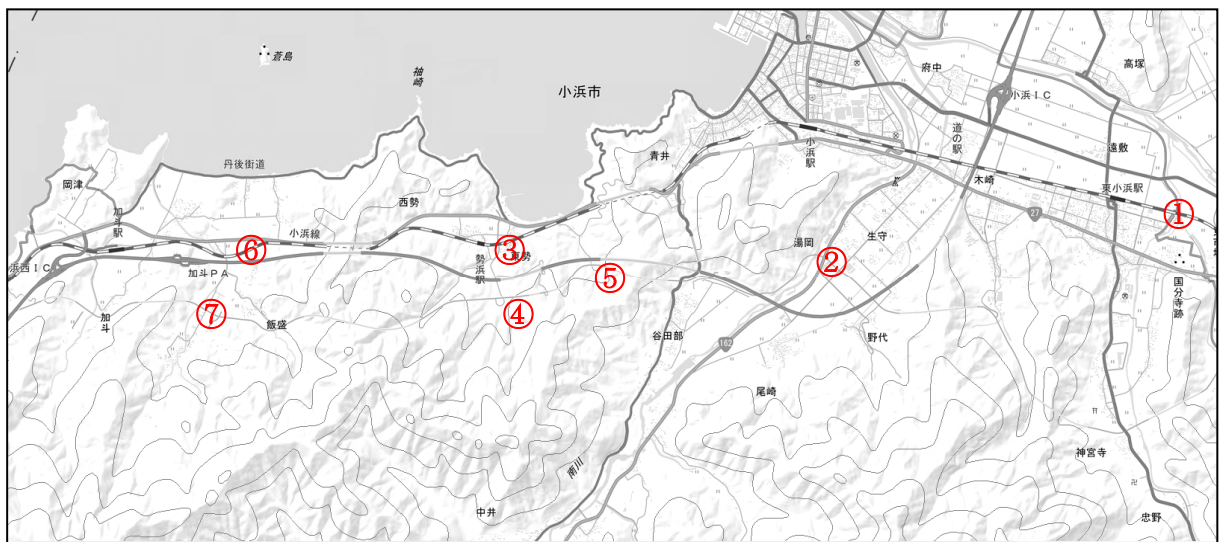 蒼島
袖崎
小浜市
府中
高塚
小浜IC
道の駅
遠敷
丹後街道
青井
小浜駅
木崎
東小浜駅
岡津
西勢
加斗駅
小浜線
①
27
生守
湯岡
⑥
③
勢浜駅
東勢
②
浜西IC
加斗PA
⑤
国分寺跡
加斗
⑦
飯盛
④
谷田部
162
野代
尾崎
神宮寺
南川
中井
忽野